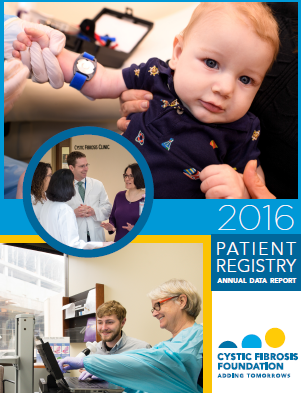 CYSTIC FIBROSIS CLINIC
2016
PATIENT
REGISTRY
ANNUAL DATA REPORT
CYSTIC FIBROSIS
FOUNDATION
ADDING TOMORROWS